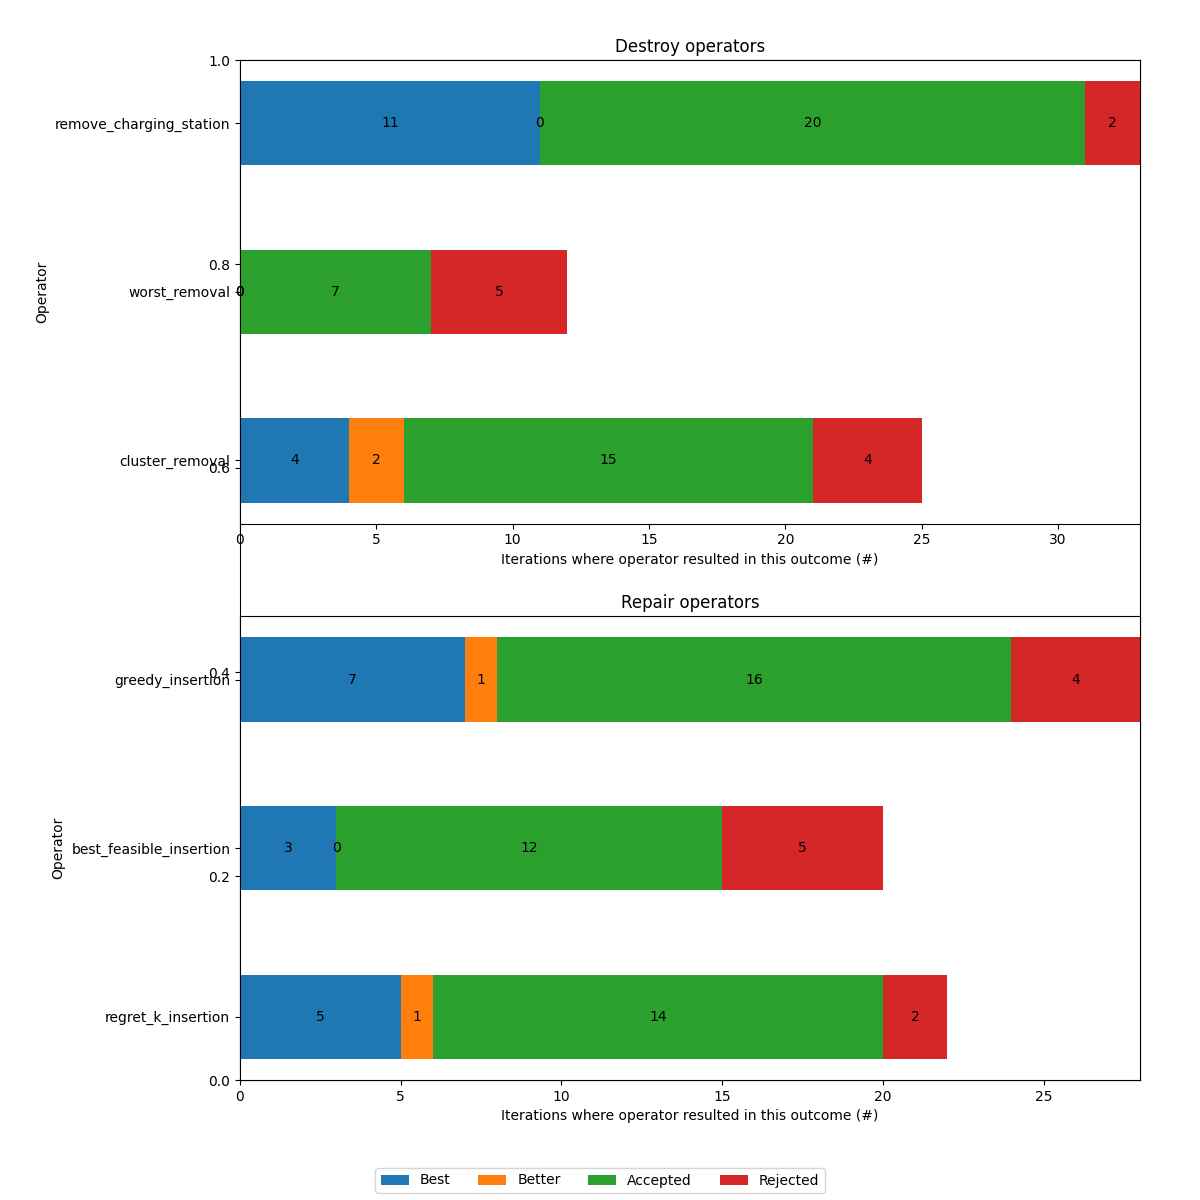 Destroy operators
1.0
remove_charging_station 11 0 20 2
0.8
worst_removal 0 7 5
Operator
cluster_removal 4 2 15 4
0.6
0 5 10 15 20 25 30
Iterations where operator resulted in this outcome (#)
Repair operators
0.4
greedy_insertion 7 1 16 4
Operator
best_feasible_insertion 3 0 12 5
0.2
regret_k_insertion 5 1 14 2
0.0
0 5 10 15 20 25
Iterations where operator resulted in this outcome (#)
Best Better Accepted Rejected